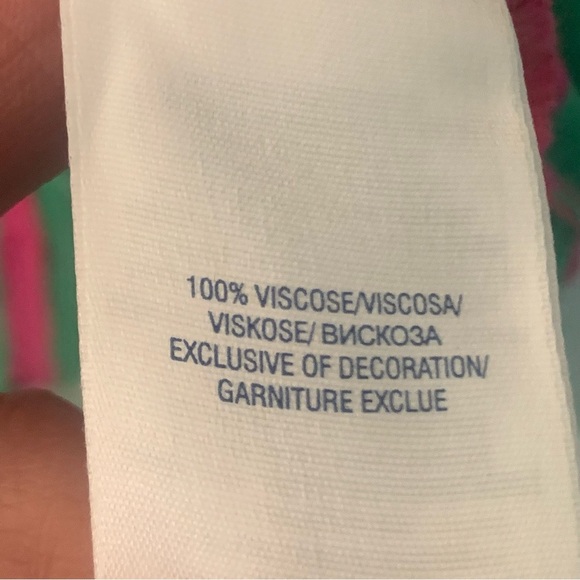 100% VISCOSE/VISCOSA/
VISKOSE/ ВИСКОЗА
EXCLUSIVE OF DECORATION/
GARNITURE EXCLUE